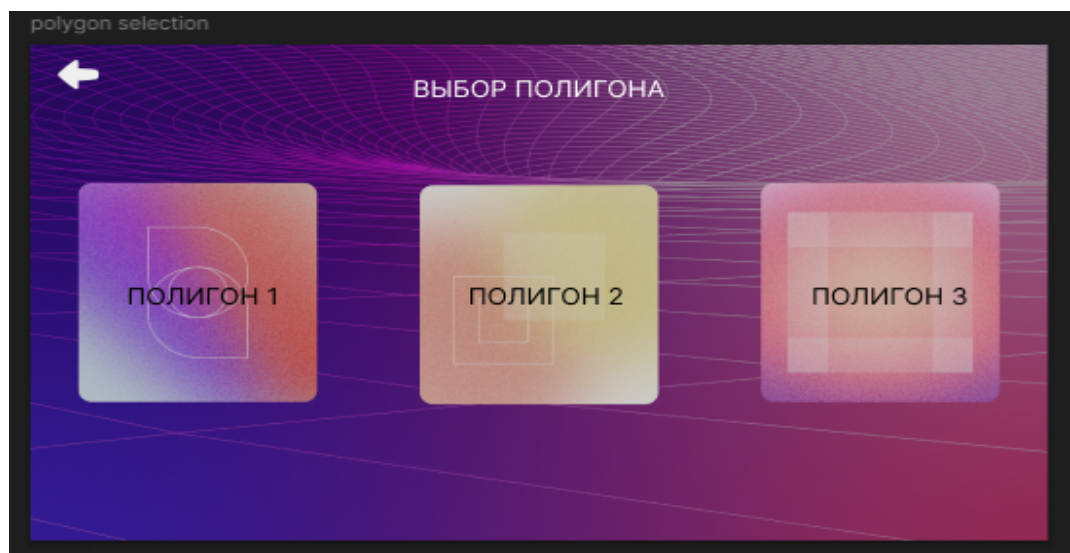 polygon selection
ВЫБОР ПОЛИГОНА
ПОЛИГОН 1
ПОЛИГОН 2
ПОЛИГОН 3